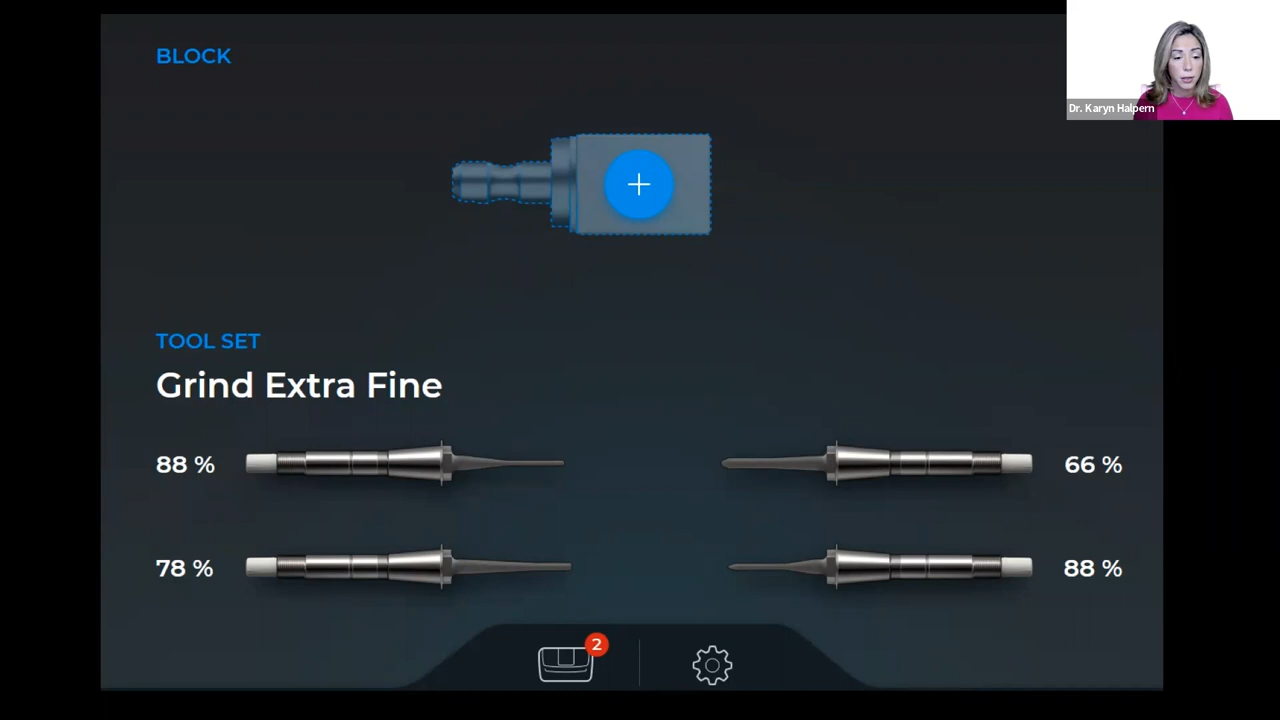 BLOCK
Dr. Karyn Halpern
TOOL SET
Grind Extra Fine
88 %
66 %
78 %
88 %
2